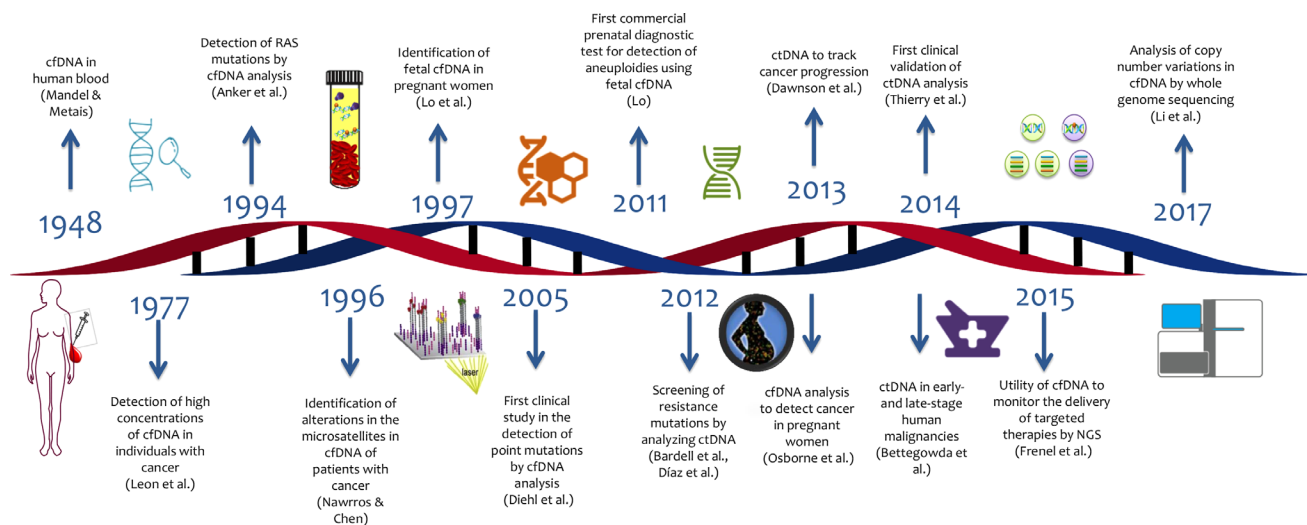 cfDNA in
human blood
(Mandel &
Metais)
1948
Detection of RAS
mutations by
cfDNA analysis
(Anker et al.)
1994
Identification of
fetal cfDNA in
pregnant women
(Lo et al.)
1997
First commercial
prenatal diagnostic
test for detection of
aneuploidies using
fetal cfDNA
(Lo)
2011
ctDNA to track
cancer progression
(Dawnson et al.)
2013
First clinical
validation of
ctDNA analysis
(Thierry et al.)
2014
Analysis of copy
number variations in
cfDNA by whole
genome sequencing
(Li et al.)
2017
1977
Detection of high
concentrations
of cfDNA in
individuals with
cancer
(Leon et al.)
1996
Identification of
alterations in the
microsatellites in
cfDNA of
patients with
cancer
(Nawrros &
Chen)
laser
2005
First clinical
study in the
detection of
point mutations
by cfDNA
analysis
(Diehl et al.)
2012
Screening of
resistance
mutations by
analyzing ctDNA
(Bardell et al.,
Díaz et al.)
cfDNA analysis
to detect cancer
in pregnant
women
(Osborne et al.)
ctDNA in early-
and late-stage
human
malignancies
(Bettegowda et
al.)
2015
Utility of cfDNA to
monitor the delivery
of targeted
therapies by NGS
(Frenel et al.)